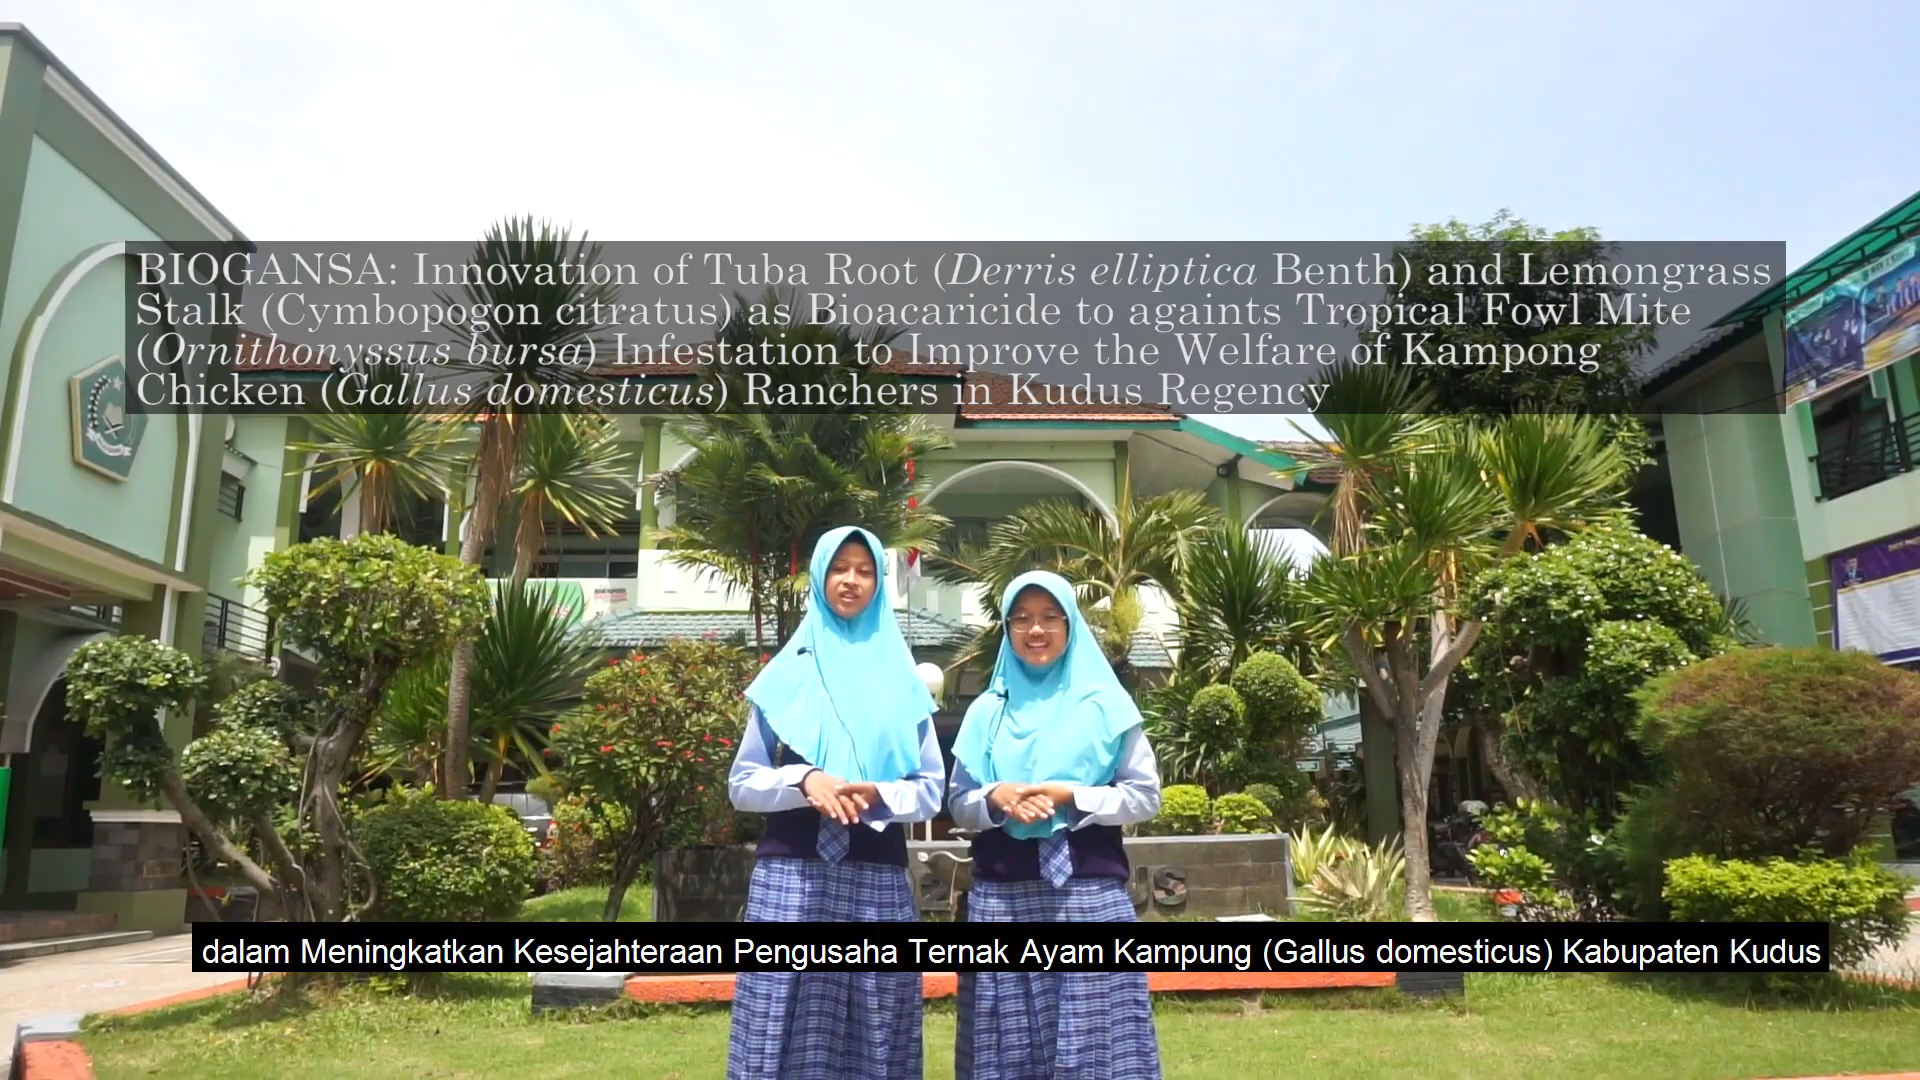 BIOGANSA: Innovation of Tuba Root (Derris elliptica Benth) and Lemongrass
Stalk (Cymbopogon citratus) as Bioacaricide to againts Tropical Fowl Mite
(Ornithonyssus bursa) Infestation to Improve the Welfare of Kampong
Chicken (Gallus domesticus) Ranchers in Kudus Regency
dalam Meningkatkan Kesejahteraan Pengusaha Ternak Ayam Kampung (Gallus domesticus) Kabupaten Kudus